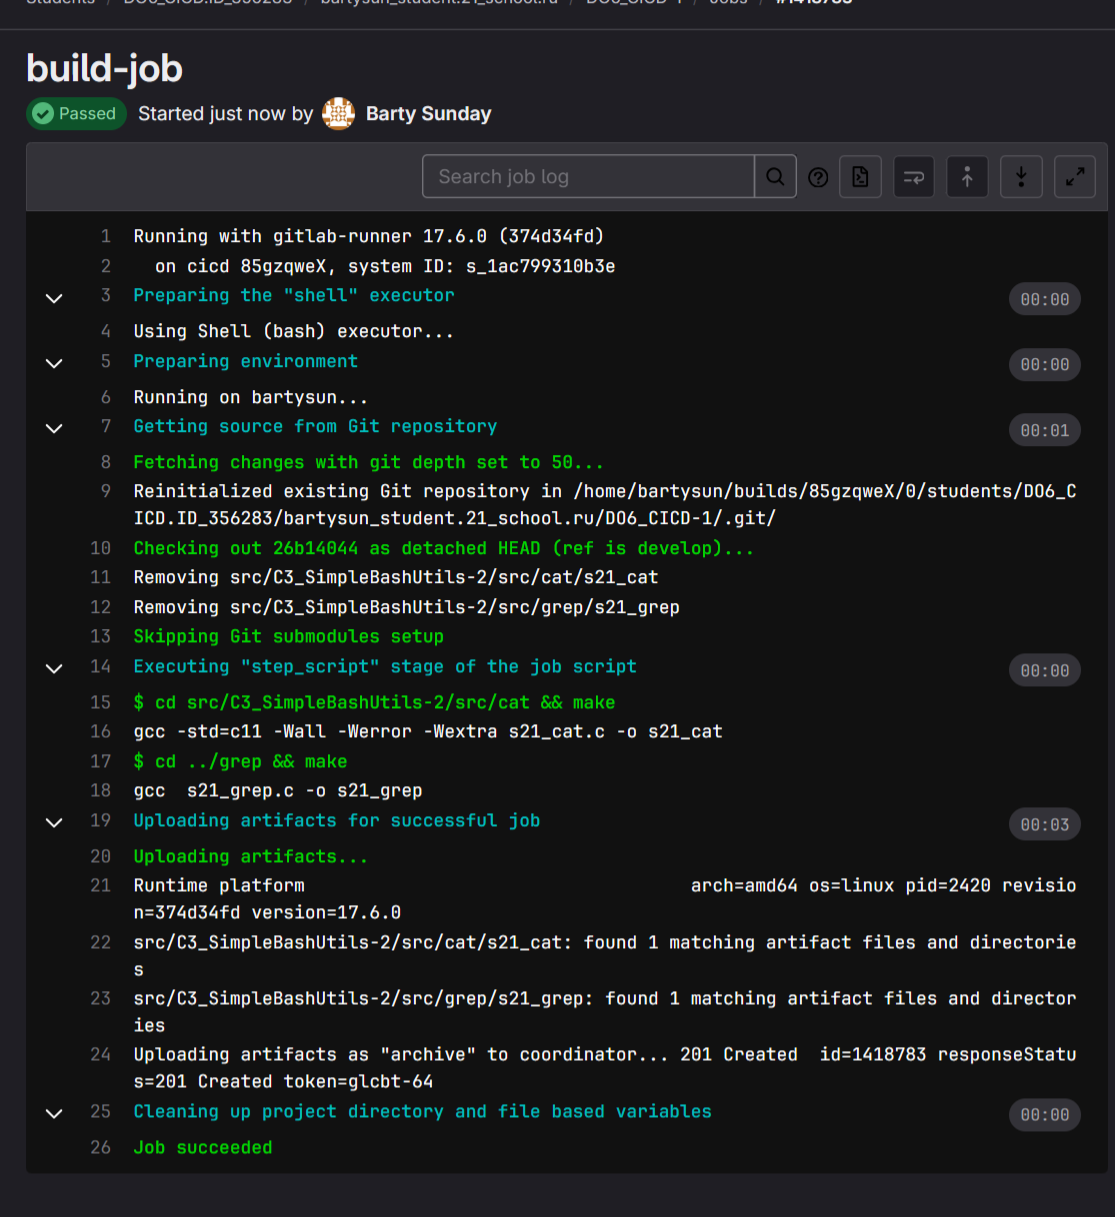 Students / DO6_CICD.ID_356283 / bartysun_student.21_school.ru / DO6_CICD-1 / Jobs / #1418783
build-job
Passed Started just now by Barty Sunday
Search job log
1 Running with gitlab-runner 17.6.0 (374d34fd)
2 on cicd 85gzqweX, system ID: s_1ac799310b3e
3 Preparing the "shell" executor 00:00
4 Using Shell (bash) executor...
5 Preparing environment 00:00
6 Running on bartysun...
7 Getting source from Git repository 00:01
8 Fetching changes with git depth set to 50...
9 Reinitialized existing Git repository in /home/bartysun/builds/85gzqweX/0/students/DO6_C
ICD.ID_356283/bartysun_student.21_school.ru/DO6_CICD-1/.git/
10 Checking out 26b14044 as detached HEAD (ref is develop)...
11 Removing src/C3_SimpleBashUtils-2/src/cat/s21_cat
12 Removing src/C3_SimpleBashUtils-2/src/grep/s21_grep
13 Skipping Git submodules setup
14 Executing "step_script" stage of the job script 00:00
15 $ cd src/C3_SimpleBashUtils-2/src/cat && make
16 gcc -std=c11 -Wall -Werror -Wextra s21_cat.c -o s21_cat
17 $ cd ../grep && make
18 gcc  s21_grep.c -o s21_grep
19 Uploading artifacts for successful job 00:03
20 Uploading artifacts...
21 Runtime platform arch=amd64 os=linux pid=2420 revisio
n=374d34fd version=17.6.0
22 src/C3_SimpleBashUtils-2/src/cat/s21_cat: found 1 matching artifact files and directorie
s
23 src/C3_SimpleBashUtils-2/src/grep/s21_grep: found 1 matching artifact files and director
ies
24 Uploading artifacts as "archive" to coordinator... 201 Created  id=1418783 responseStatu
s=201 Created token=glcbt-64
25 Cleaning up project directory and file based variables 00:00
26 Job succeeded